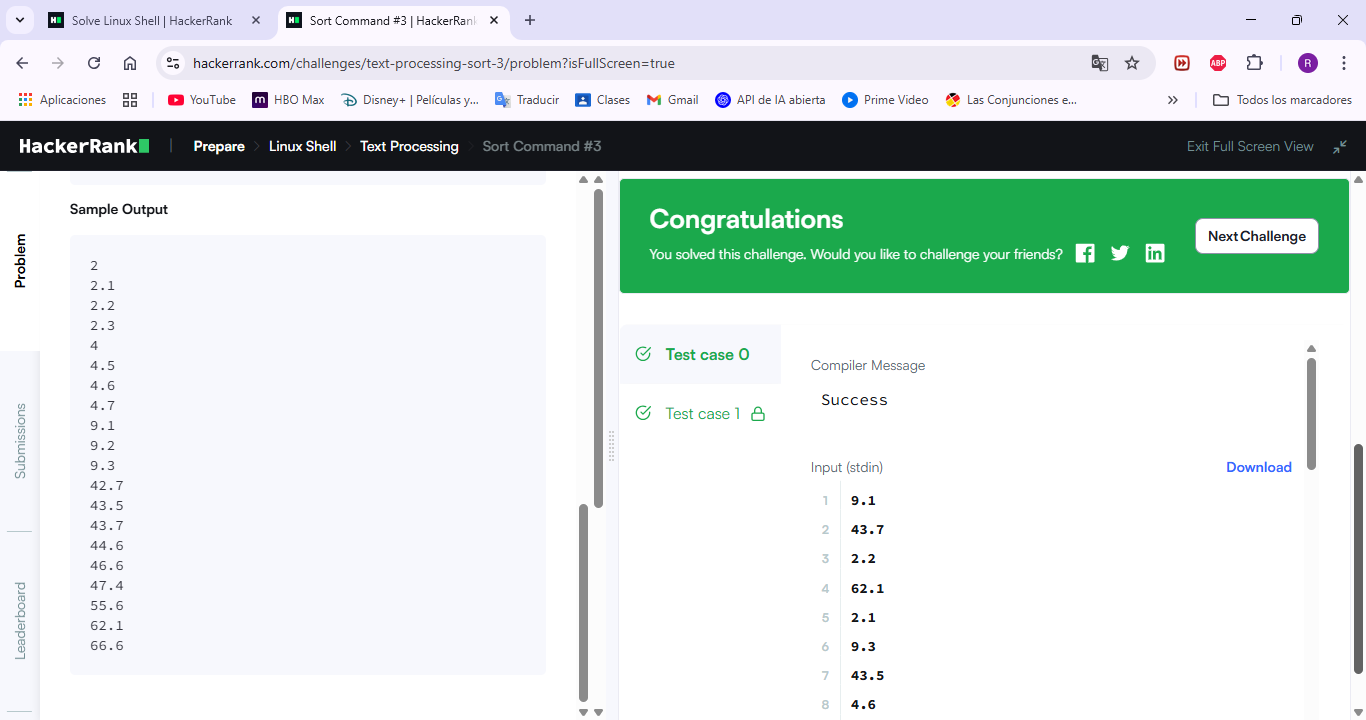 Solve Linux Shell | HackerRank
Sort Command #3 | HackerRank
hackerrank.com/challenges/text-processing-sort-3/problem?isFullScreen=true
ABP
R
Aplicaciones
YouTube
HBO Max
Disney+ | Películas y...
Traducir
Clases
Gmail
API de IA abierta
Prime Video
Las Conjunciones e...
Todos los marcadores
HackerRank
Prepare
Linux Shell
Text Processing
Sort Command #3
Exit Full Screen View
Problem
Submissions
Leaderboard
Sample Output
2
2.1
2.2
2.3
4
4.5
4.6
4.7
9.1
9.2
9.3
42.7
43.5
43.7
44.6
46.6
47.4
55.6
62.1
66.6
Congratulations
You solved this challenge. Would you like to challenge your friends?
Next Challenge
Test case 0
Test case 1
Compiler Message
Success
Input (stdin)
Download
1 9.1
2 43.7
3 2.2
4 62.1
5 2.1
6 9.3
7 43.5
8 4.6